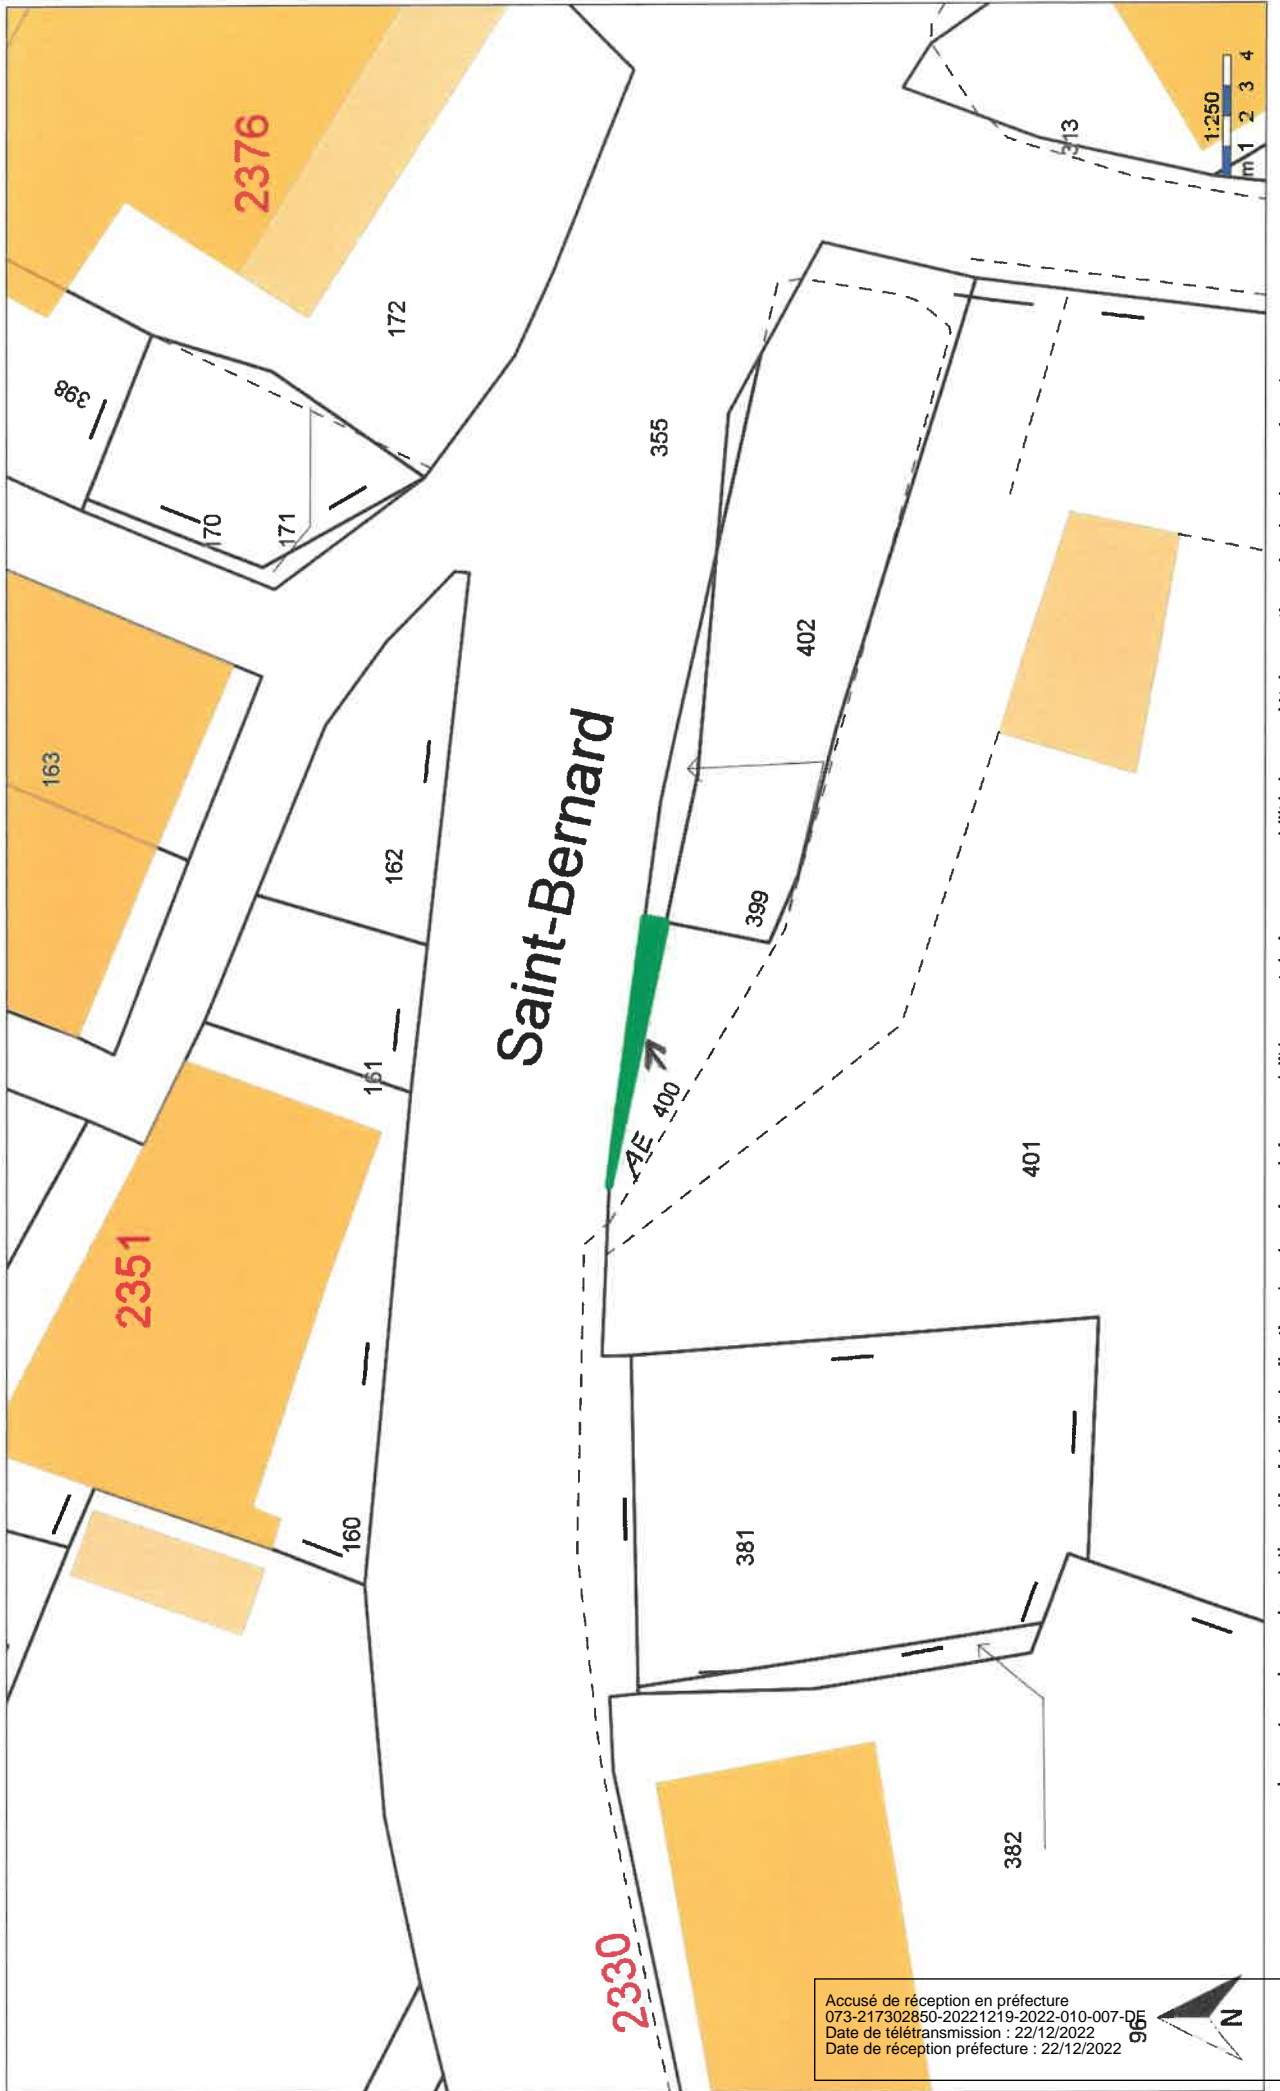 2376
398
172
170
171
355
313
1:250
m 1 2 3 4
163
162
161
Saint-Bernard
402
399
AE 400
401
2351
160
381
382
2330
96
N
Accusé de réception en préfecture
073-217302850-20221219-2022-010-007-DE
Date de télétransmission : 22/12/2022
Date de réception préfecture : 22/12/2022